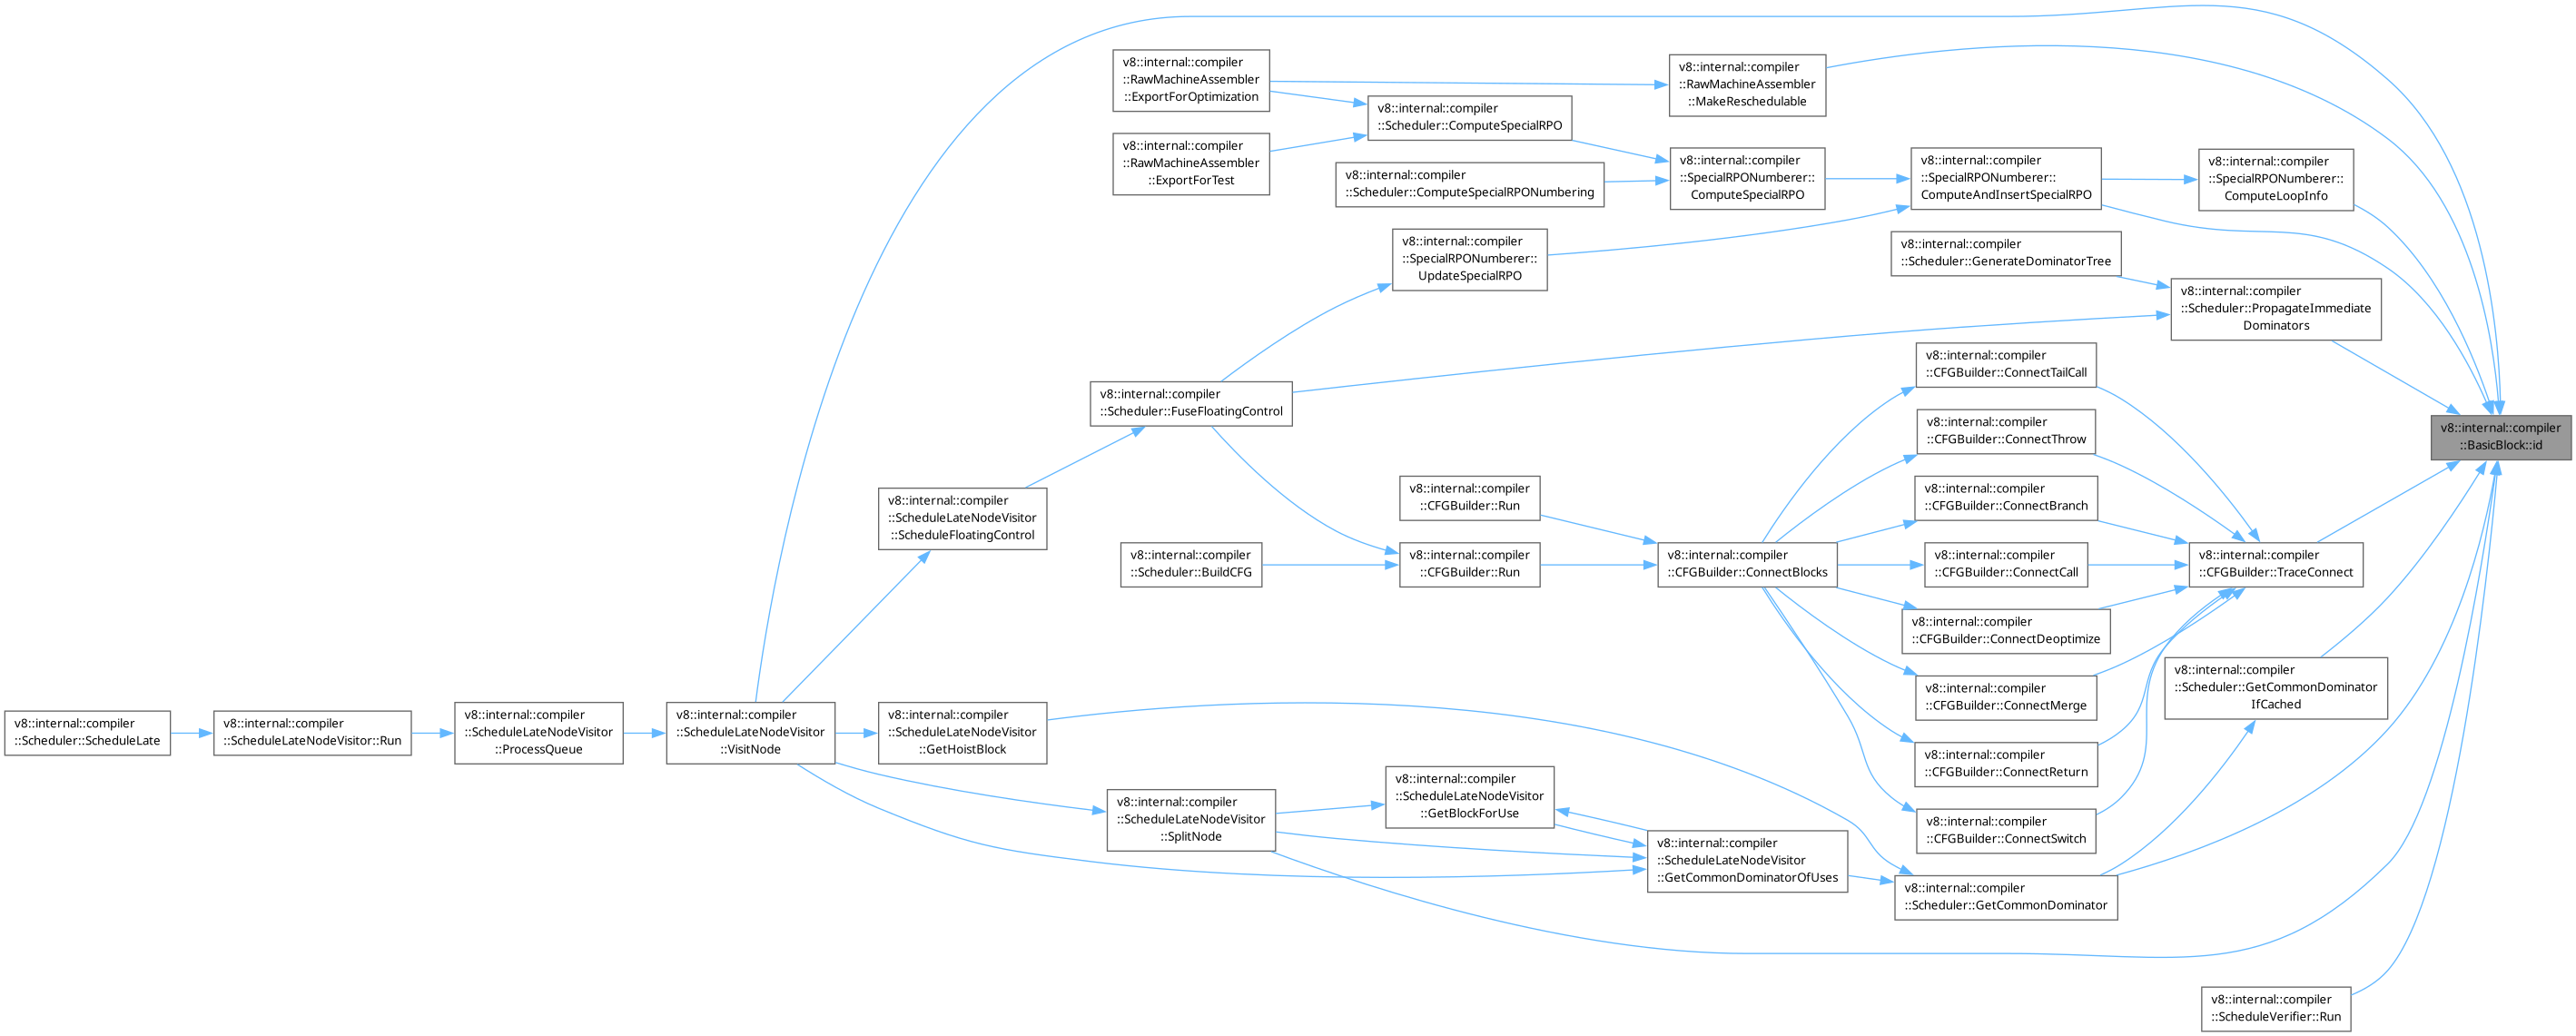 v8::internal::compiler
::RawMachineAssembler
::ExportForOptimization
v8::internal::compiler
::RawMachineAssembler
::MakeReschedulable
v8::internal::compiler
::Scheduler::ComputeSpecialRPO
v8::internal::compiler
::RawMachineAssembler
::ExportForTest
v8::internal::compiler
::Scheduler::ComputeSpecialRPONumbering
v8::internal::compiler
::SpecialRPONumberer::
ComputeSpecialRPO
v8::internal::compiler
::SpecialRPONumberer::
ComputeAndInsertSpecialRPO
v8::internal::compiler
::SpecialRPONumberer::
ComputeLoopInfo
v8::internal::compiler
::SpecialRPONumberer::
UpdateSpecialRPO
v8::internal::compiler
::Scheduler::GenerateDominatorTree
v8::internal::compiler
::Scheduler::PropagateImmediate
Dominators
v8::internal::compiler
::CFGBuilder::ConnectTailCall
v8::internal::compiler
::Scheduler::FuseFloatingControl
v8::internal::compiler
::CFGBuilder::ConnectThrow
v8::internal::compiler
::BasicBlock::id
v8::internal::compiler
::CFGBuilder::Run
v8::internal::compiler
::CFGBuilder::ConnectBranch
v8::internal::compiler
::ScheduleLateNodeVisitor
::ScheduleFloatingControl
v8::internal::compiler
::Scheduler::BuildCFG
v8::internal::compiler
::CFGBuilder::Run
v8::internal::compiler
::CFGBuilder::ConnectBlocks
v8::internal::compiler
::CFGBuilder::ConnectCall
v8::internal::compiler
::CFGBuilder::TraceConnect
v8::internal::compiler
::CFGBuilder::ConnectDeoptimize
v8::internal::compiler
::Scheduler::GetCommonDominator
IfCached
v8::internal::compiler
::CFGBuilder::ConnectMerge
v8::internal::compiler
::Scheduler::ScheduleLate
v8::internal::compiler
::ScheduleLateNodeVisitor::Run
v8::internal::compiler
::ScheduleLateNodeVisitor
::ProcessQueue
v8::internal::compiler
::ScheduleLateNodeVisitor
::VisitNode
v8::internal::compiler
::ScheduleLateNodeVisitor
::GetHoistBlock
v8::internal::compiler
::CFGBuilder::ConnectReturn
v8::internal::compiler
::ScheduleLateNodeVisitor
::GetBlockForUse
v8::internal::compiler
::ScheduleLateNodeVisitor
::SplitNode
v8::internal::compiler
::CFGBuilder::ConnectSwitch
v8::internal::compiler
::ScheduleLateNodeVisitor
::GetCommonDominatorOfUses
v8::internal::compiler
::Scheduler::GetCommonDominator
v8::internal::compiler
::ScheduleVerifier::Run